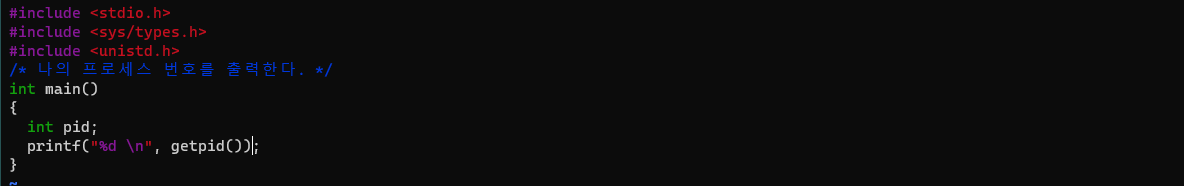 #include <stdio.h>
#include <sys/types.h>
#include <unistd.h>
/* 나의 프로세스 번호를 출력한다. */
int main()
{
  int pid;
  printf("%d \n", getpid());
}
~